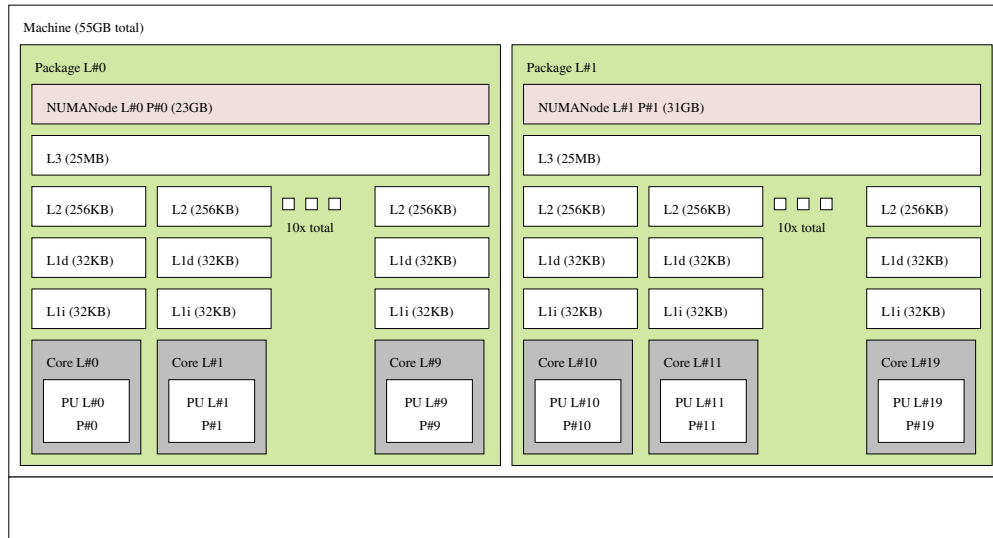 Machine (55GB total)
Package L#0
NUMANode L#0 P#0 (23GB)
L3 (25MB)
L2 (256KB) L2 (256KB) L2 (256KB)
10x total
L1d (32KB) L1d (32KB) L1d (32KB)
L1i (32KB) L1i (32KB) L1i (32KB)
Core L#0 Core L#1 Core L#9
PU L#0 PU L#1 PU L#9
P#0 P#1 P#9
Package L#1
NUMANode L#1 P#1 (31GB)
L3 (25MB)
L2 (256KB) L2 (256KB) L2 (256KB)
10x total
L1d (32KB) L1d (32KB) L1d (32KB)
L1i (32KB) L1i (32KB) L1i (32KB)
Core L#10 Core L#11 Core L#19
PU L#10 PU L#11 PU L#19
P#10 P#11 P#19